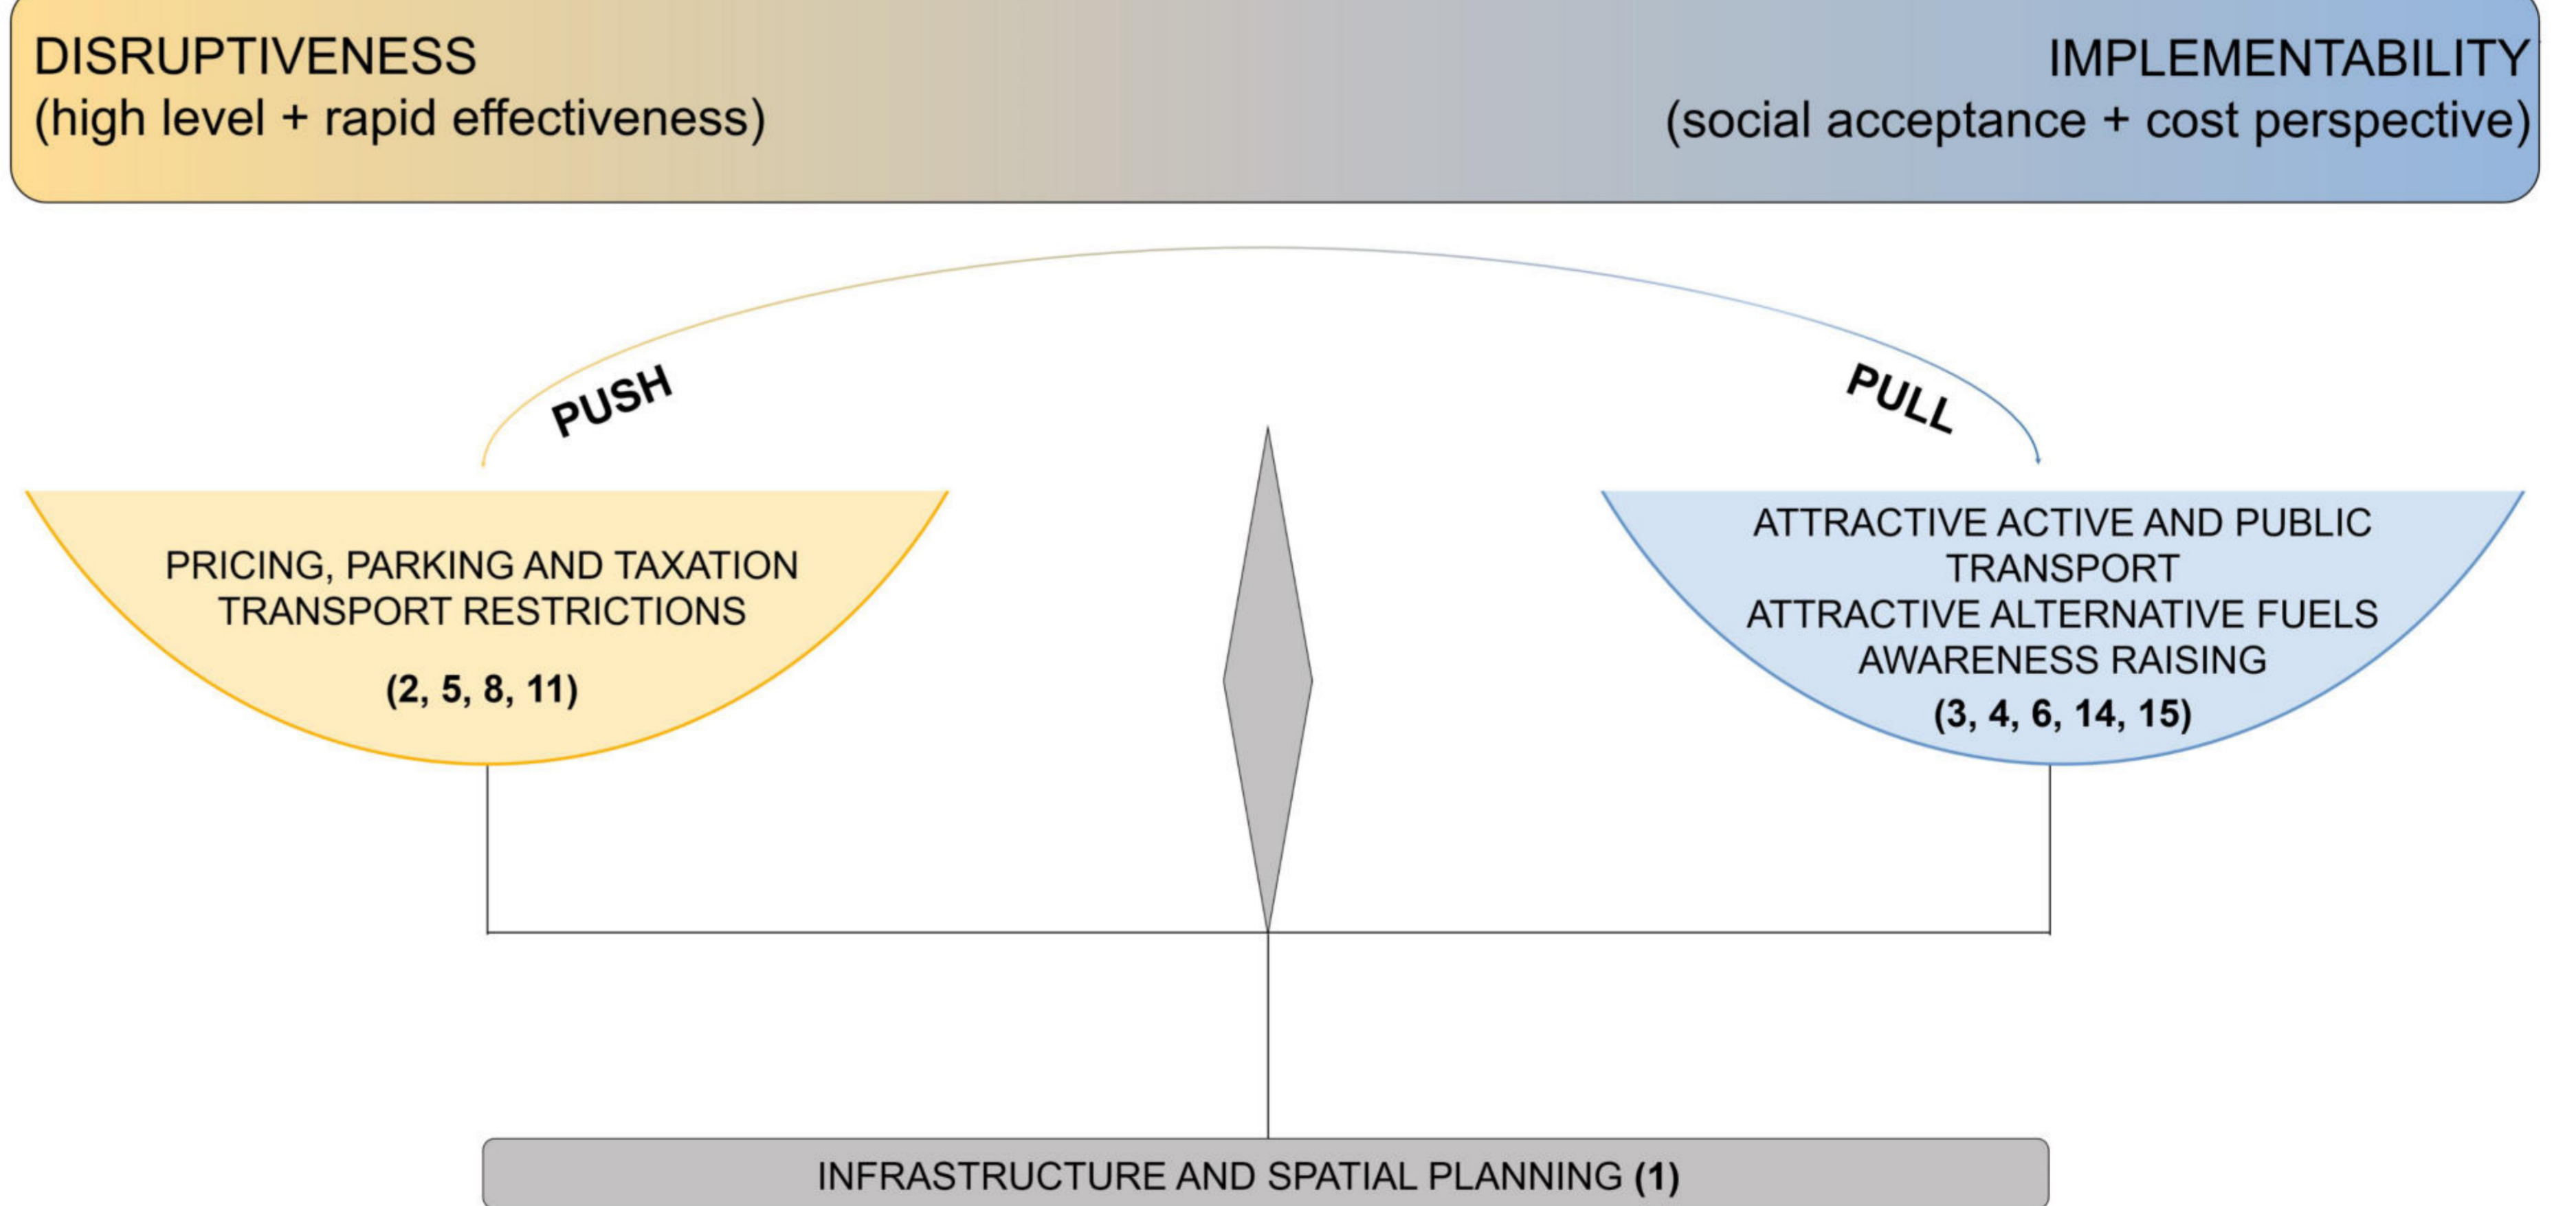 DISRUPTIVENESS
(high level + rapid effectiveness)
IMPLEMENTABILITY
(social acceptance + cost perspective)
PUSH
PULL
PRICING, PARKING AND TAXATION
TRANSPORT RESTRICTIONS
(2, 5, 8, 11)
ATTRACTIVE ACTIVE AND PUBLIC
TRANSPORT
ATTRACTIVE ALTERNATIVE FUELS
AWARENESS RAISING
(3, 4, 6, 14, 15)
INFRASTRUCTURE AND SPATIAL PLANNING (1)